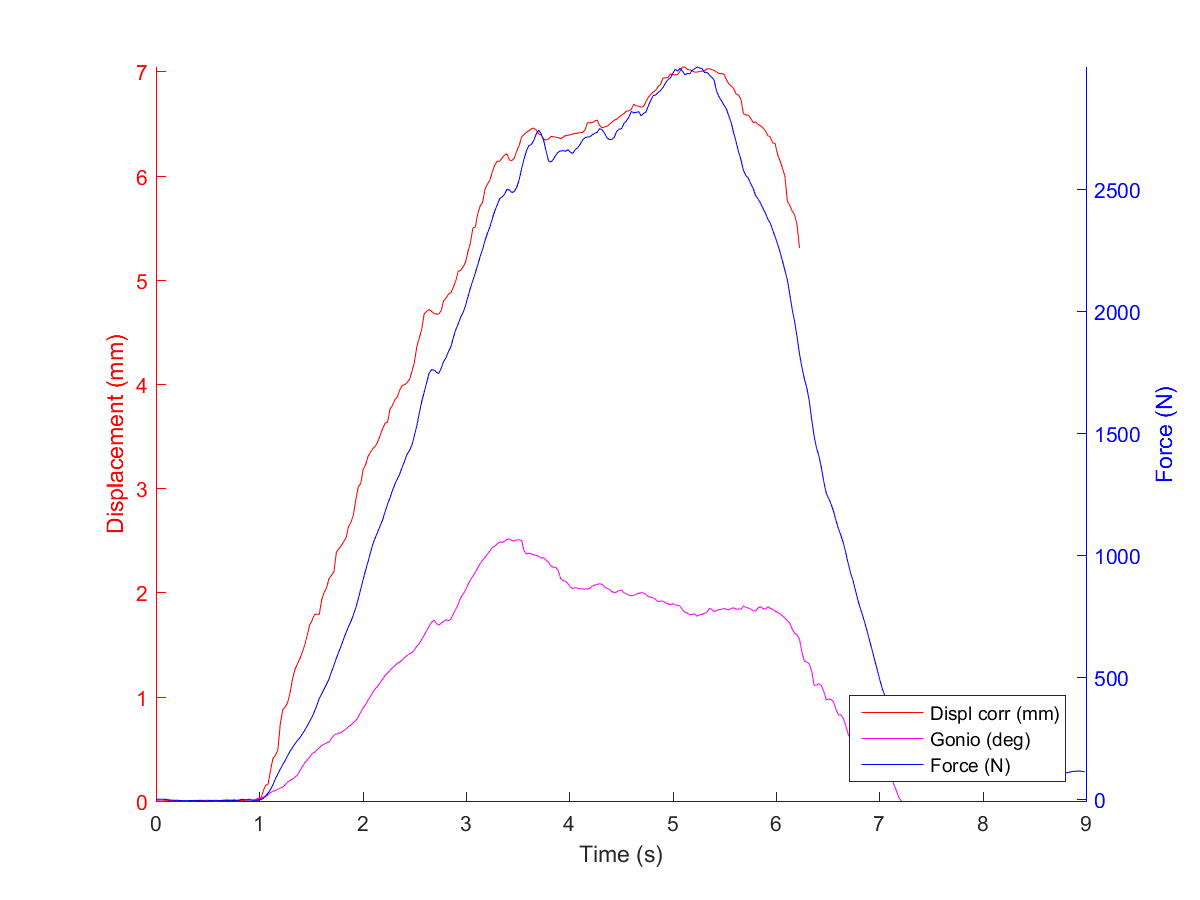 7
6
5
4
3
2
1
0
Displacement (mm)
2500
2000
1500
1000
500
0
Force (N)
Displ corr (mm)
Gonio (deg)
Force (N)
0 1 2 3 4 5 6 7 8 9
Time (s)